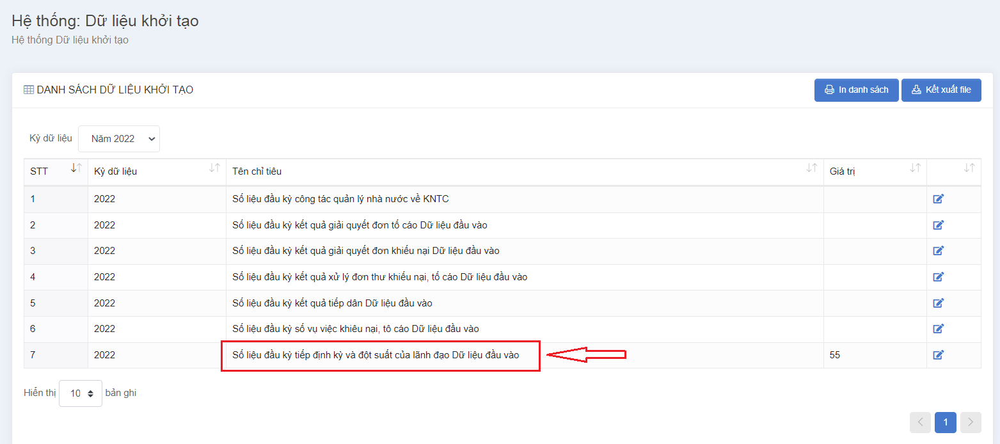 Hệ thống: Dữ liệu khởi tạo
Hệ thống Dữ liệu khởi tạo
DANH SÁCH DỮ LIỆU KHỞI TẠO
In danh sách Kết xuất file
Kỳ dữ liệu Năm 2022
STT Kỳ dữ liệu Tên chỉ tiêu Giá trị
1 2022 Số liệu đầu kỳ công tác quản lý nhà nước về KNTC
2 2022 Số liệu đầu kỳ kết quả giải quyết đơn tố cáo Dữ liệu đầu vào
3 2022 Số liệu đầu kỳ kết quả giải quyết đơn khiếu nại Dữ liệu đầu vào
4 2022 Số liệu đầu kỳ kết quả xử lý đơn thư khiếu nại, tố cáo Dữ liệu đầu vào
5 2022 Số liệu đầu kỳ kết quả tiếp dân Dữ liệu đầu vào
6 2022 Số liệu đầu kỳ số vụ việc khiêu nại, tô cáo Dữ liệu đầu vào
7 2022 Số liệu đầu kỳ tiếp định kỳ và đột suất của lãnh đạo Dữ liệu đầu vào 55
Hiển thị 10 bản ghi
1